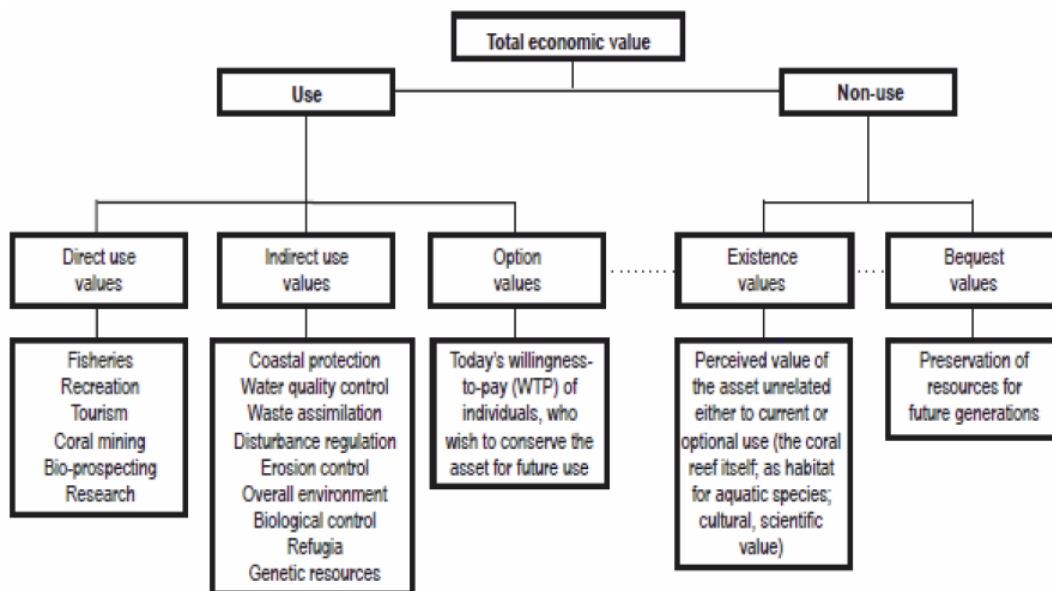 Total economic value
Use
Non-use
Direct use
values
Indirect use
values
Option
values
Existence
values
Bequest
values
Fisheries
Recreation
Tourism
Coral mining
Bio-prospecting
Research
Coastal protection
Water quality control
Waste assimilation
Disturbance regulation
Erosion control
Overall environment
Biological control
Refugia
Genetic resources
Today's willingness-
to-pay (WTP) of
individuals, who
wish to conserve the
asset for future use
Perceived value of
the asset unrelated
either to current or
optional use (the coral
reef itself; as habitat
for aquatic species;
cultural, scientific
value)
Preservation of
resources for
future generations